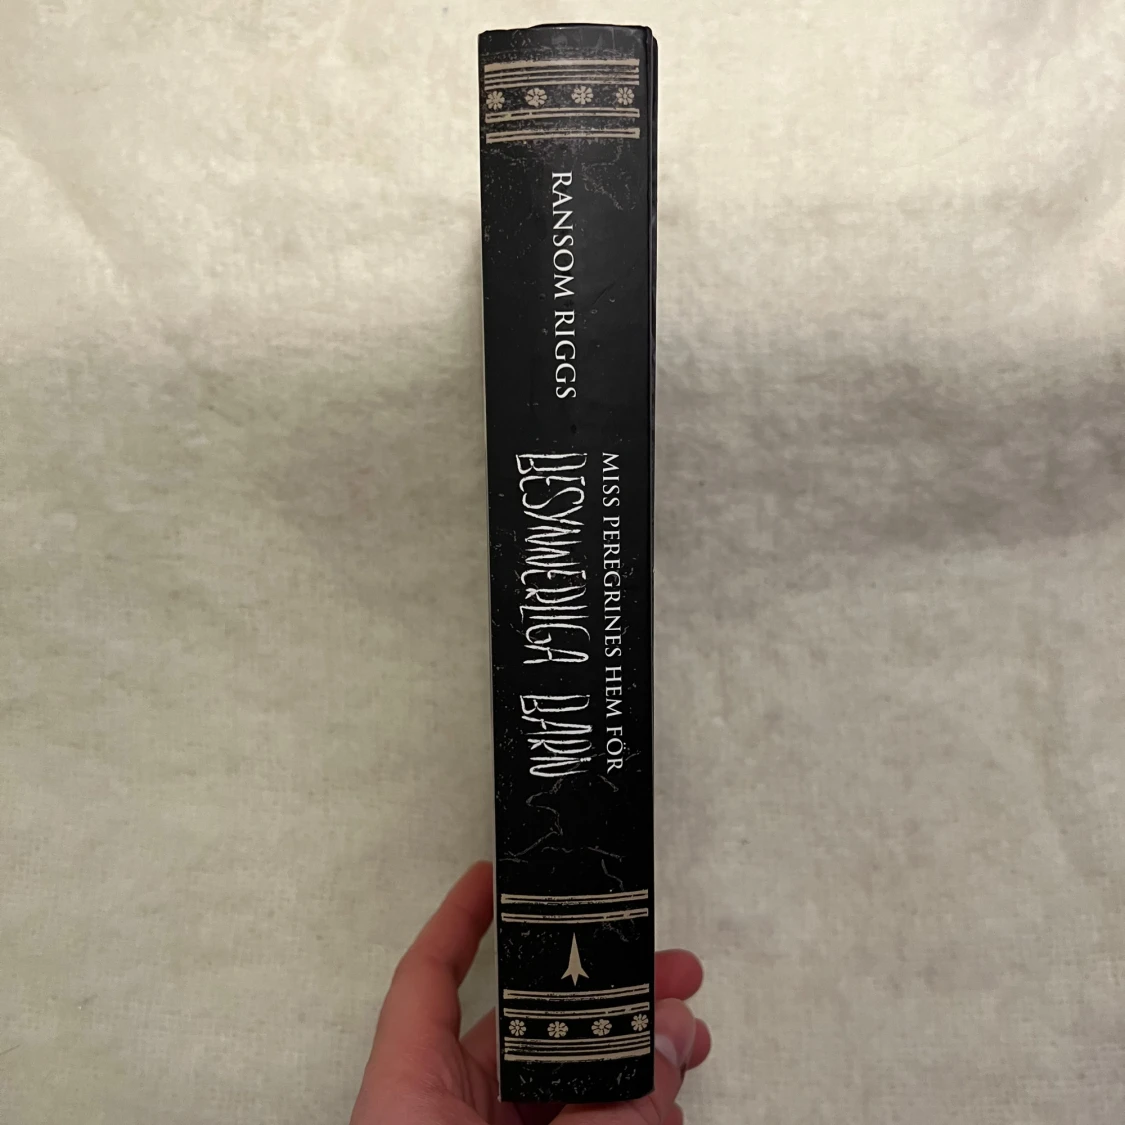 RANSOM RIGGS
MISS PEREGRINES HEM FÖR
BESYNNERLIGA BARN